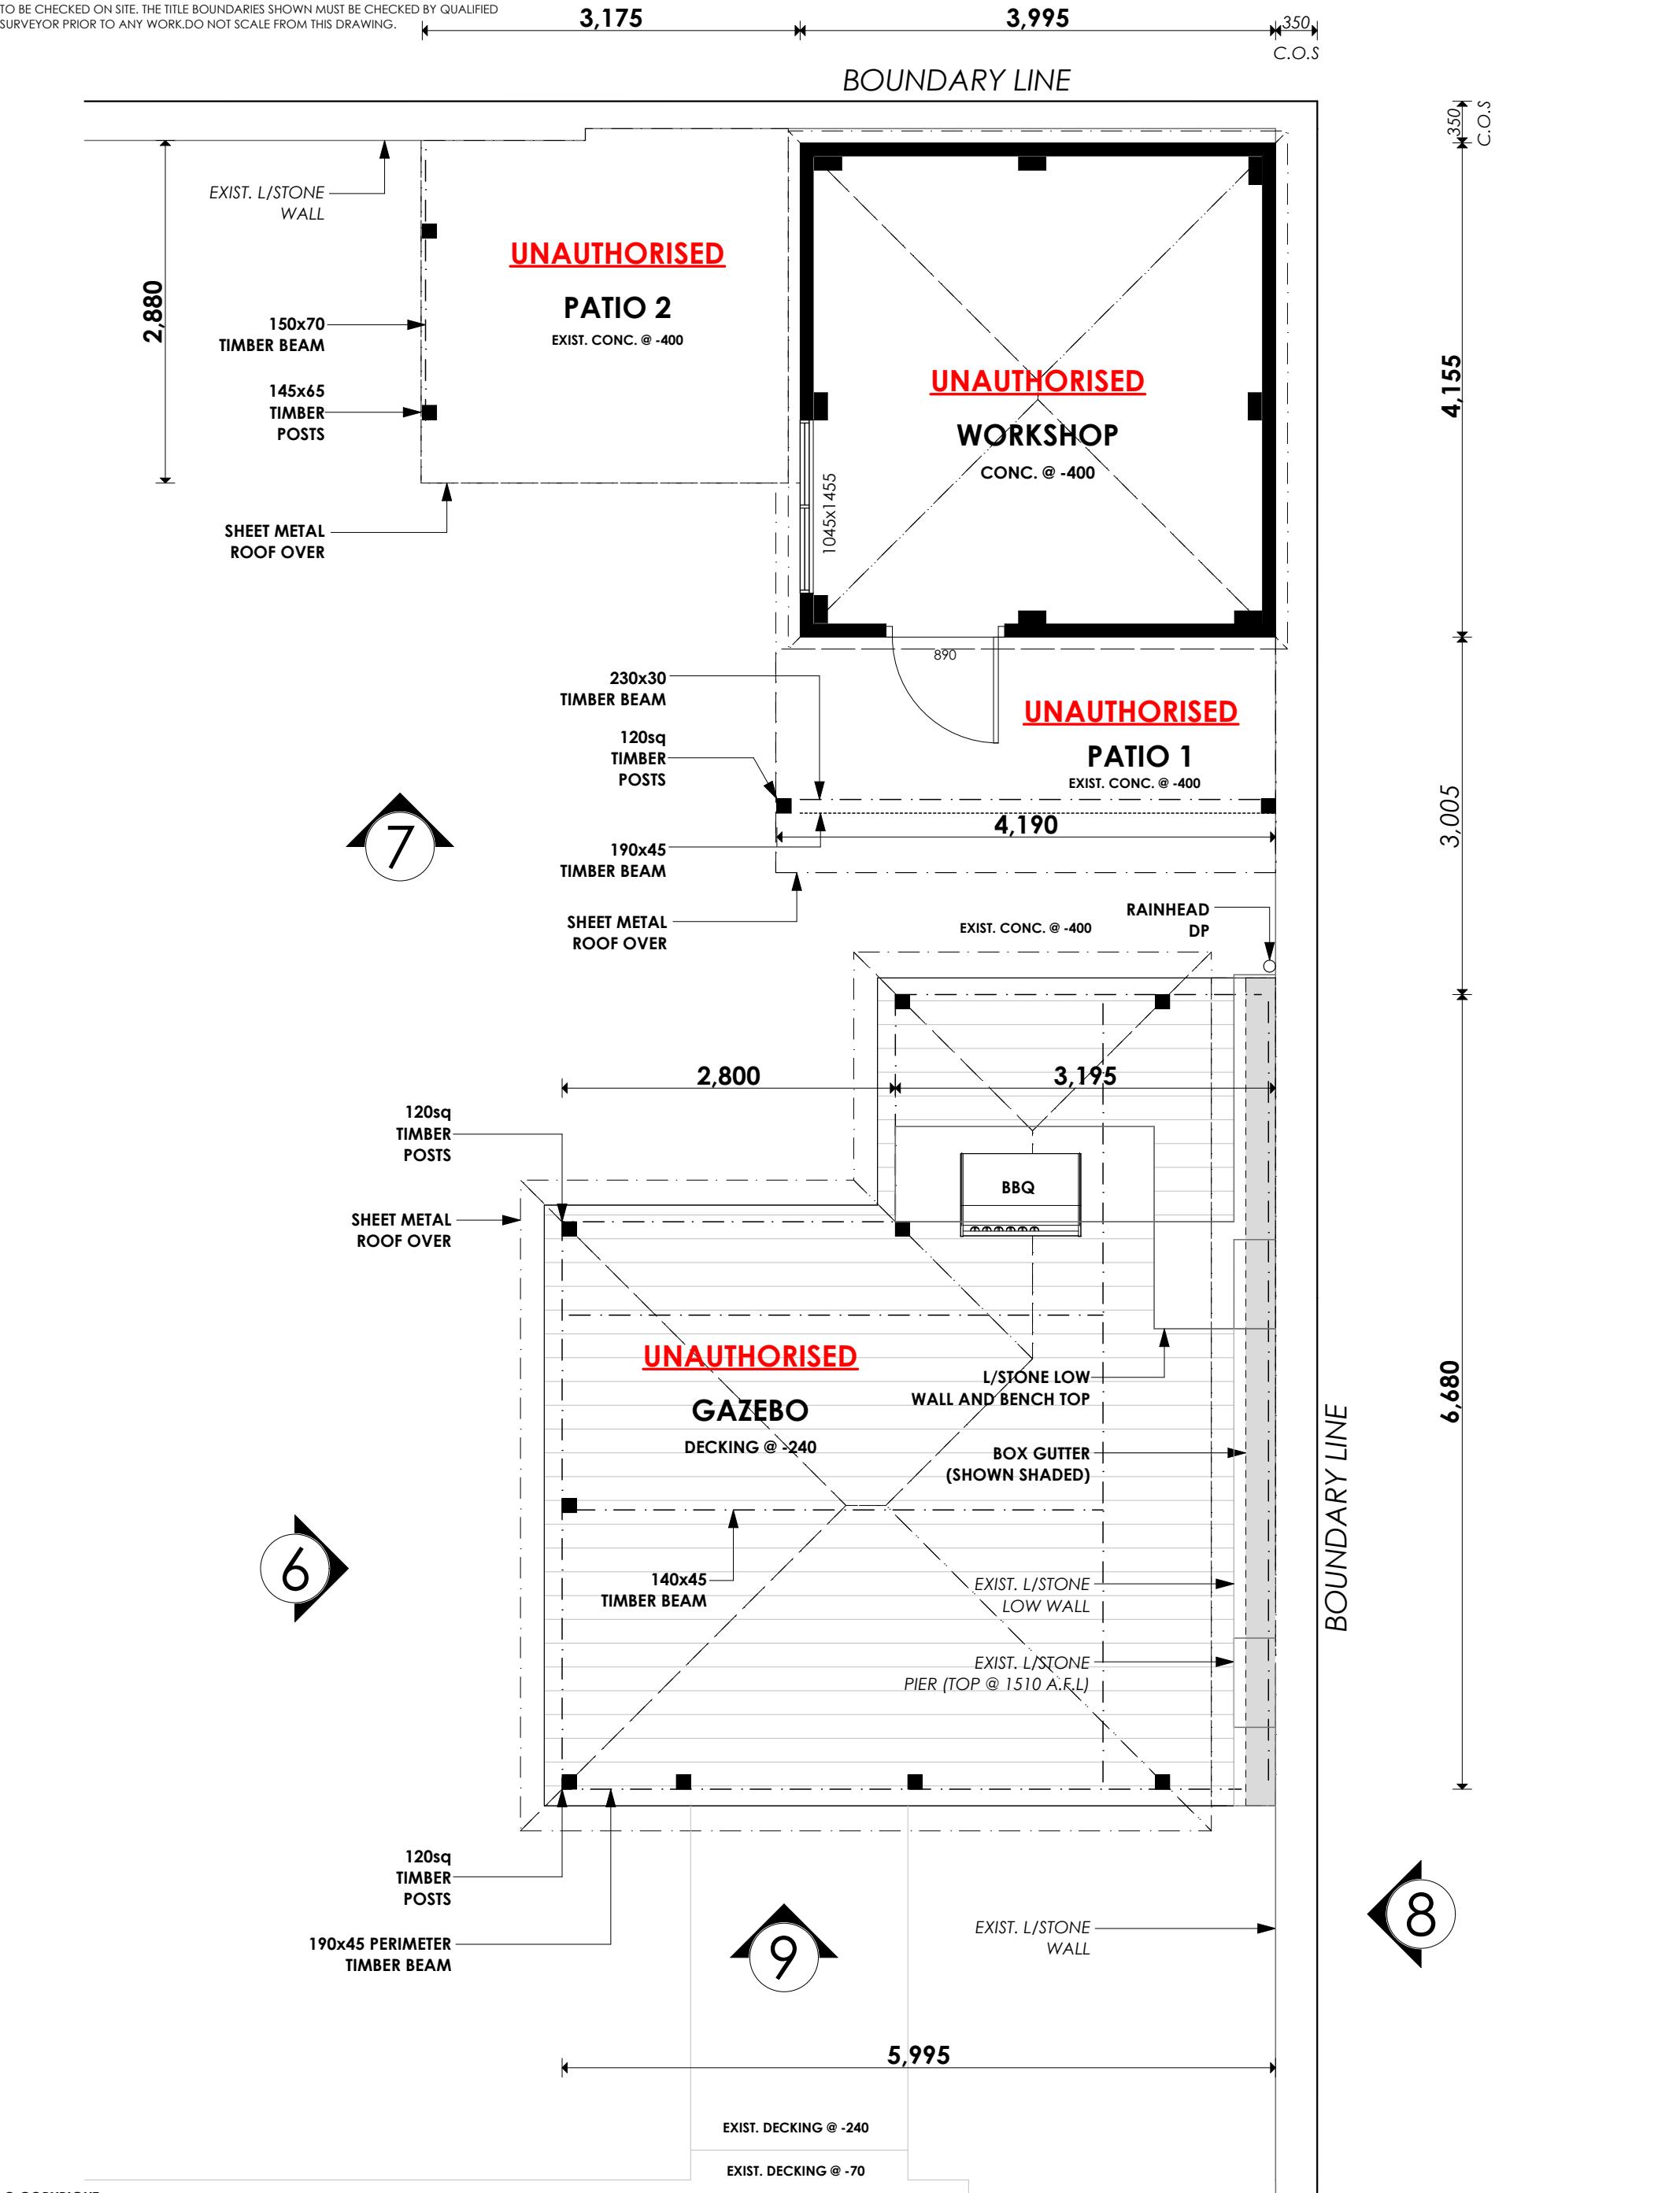 TO BE CHECKED ON SITE. THE TITLE BOUNDARIES SHOWN MUST BE CHECKED BY QUALIFIED
SURVEYOR PRIOR TO ANY WORK.DO NOT SCALE FROM THIS DRAWING.
3,175
3,995
350
C.O.S
BOUNDARY LINE
350
C.O.S
EXIST. L/STONE
WALL
UNAUTHORISED
PATIO 2
EXIST. CONC. @ -400
2,880
150x70
TIMBER BEAM
145x65
TIMBER
POSTS
SHEET METAL
ROOF OVER
UNAUTHORISED
WORKSHOP
CONC. @ -400
1045x1455
4,155
890
230x30
TIMBER BEAM
120sq
TIMBER
POSTS
UNAUTHORISED
PATIO 1
EXIST. CONC. @ -400
4,190
190x45
TIMBER BEAM
3,005
7
SHEET METAL
ROOF OVER
EXIST. CONC. @ -400
RAINHEAD
DP
2,800
3,195
120sq
TIMBER
POSTS
BBQ
SHEET METAL
ROOF OVER
UNAUTHORISED
GAZEBO
DECKING @ -240
L/STONE LOW
WALL AND BENCH TOP
BOX GUTTER
(SHOWN SHADED)
6,680
BOUNDARY LINE
6
140x45
TIMBER BEAM
EXIST. L/STONE
LOW WALL
EXIST. L/STONE
PIER (TOP @ 1510 A.F.L)
120sq
TIMBER
POSTS
190x45 PERIMETER
TIMBER BEAM
9
EXIST. L/STONE
WALL
8
5,995
EXIST. DECKING @ -240
EXIST. DECKING @ -70